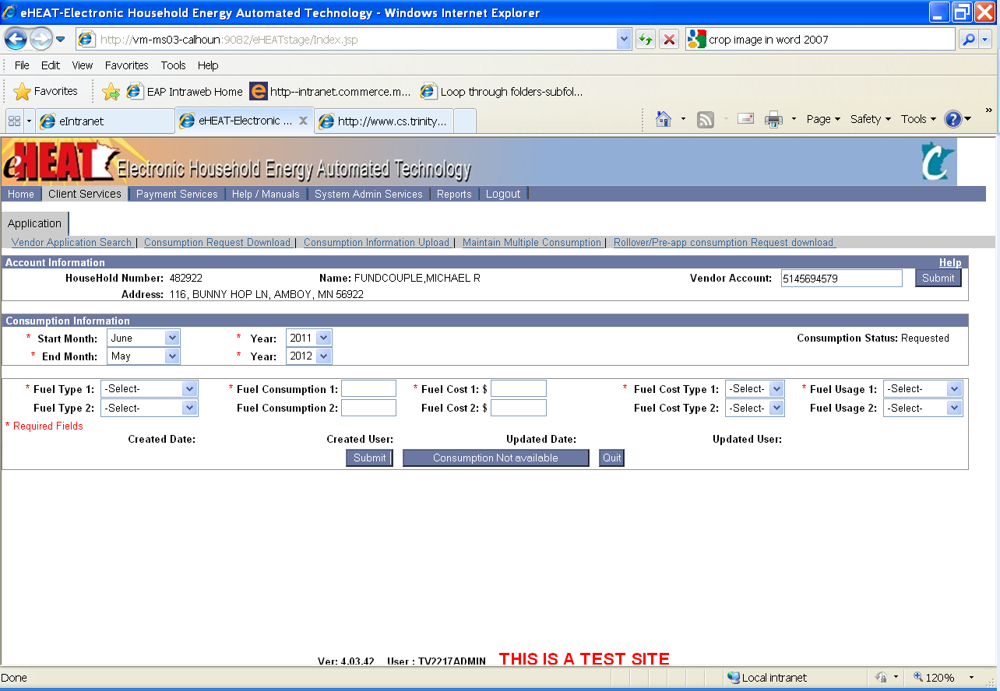 eHEAT-Electronic Household Energy Automated Technology - Windows Internet Explorer
http://vm-ms03-calhoun:9082/eHEATstage/Index.jsp crop image in word 2007
File Edit View Favorites Tools Help
Favorites EAP Intraweb Home http--intranet.commerce.m... Loop through folders-subfol...
eIntranet eHEAT-Electronic ... http://www.cs.trinity... Page Safety Tools
eHEAT Electronic Household Energy Automated Technology
Home Client Services Payment Services Help / Manuals System Admin Services Reports Logout
Application
Vendor Application Search | Consumption Request Download | Consumption Information Upload | Maintain Multiple Consumption | Rollover/Pre-app consumption Request download
Account Information Help
HouseHold Number: 482922 Name: FUNDCOUPLE,MICHAEL R Vendor Account: 5145694579 Submit
Address: 116, BUNNY HOP LN, AMBOY, MN 56922
Consumption Information
* Start Month: June * Year: 2011 Consumption Status: Requested
* End Month: May * Year: 2012
* Fuel Type 1: -Select- * Fuel Consumption 1: * Fuel Cost 1: $ * Fuel Cost Type 1: -Select- * Fuel Usage 1: -Select-
Fuel Type 2: -Select- Fuel Consumption 2: Fuel Cost 2: $ Fuel Cost Type 2: -Select- Fuel Usage 2: -Select-
* Required Fields
Created Date: Created User: Updated Date: Updated User:
Submit Consumption Not available Quit
Ver: 4.03.42 User : TV2217ADMIN THIS IS A TEST SITE
Done Local intranet 120%